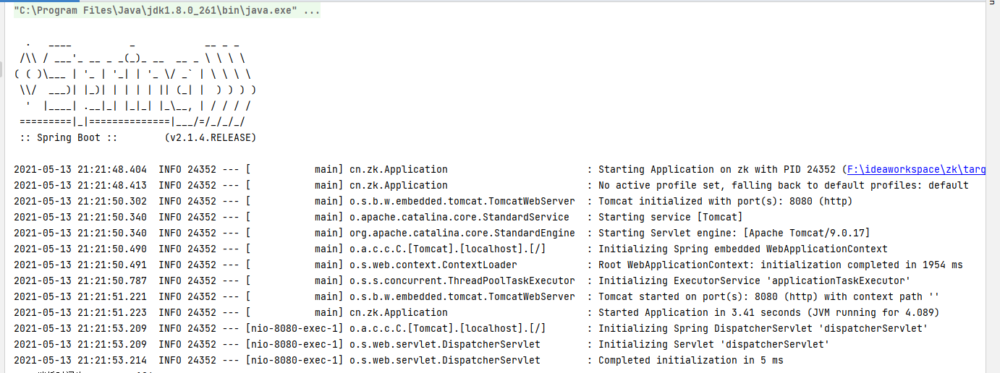 "C:\Program Files\Java\jdk1.8.0_261\bin\java.exe" ...
  .   ____          _            __ _ _
 /\\ / ___'_ __ _ _(_)_ __  __ _ \ \ \ \
( ( )\___ | '_ | '_| | '_ \/ _` | \ \ \ \
 \\/  ___)| |_)| | | | | || (_| |  ) ) ) )
  '  |____| .__|_| |_|_| |_\__, | / / / /
 =========|_|==============|___/=/_/_/_/
 :: Spring Boot ::        (v2.1.4.RELEASE)
2021-05-13 21:21:48.404  INFO 24352 --- [           main] cn.zk.Application                        : Starting Application on zk with PID 24352 (F:\ideaworkspace\zk\targ
2021-05-13 21:21:48.413  INFO 24352 --- [           main] cn.zk.Application                        : No active profile set, falling back to default profiles: default
2021-05-13 21:21:50.302  INFO 24352 --- [           main] o.s.b.w.embedded.tomcat.TomcatWebServer  : Tomcat initialized with port(s): 8080 (http)
2021-05-13 21:21:50.340  INFO 24352 --- [           main] o.apache.catalina.core.StandardService   : Starting service [Tomcat]
2021-05-13 21:21:50.340  INFO 24352 --- [           main] org.apache.catalina.core.StandardEngine  : Starting Servlet engine: [Apache Tomcat/9.0.17]
2021-05-13 21:21:50.490  INFO 24352 --- [           main] o.a.c.c.C.[Tomcat].[localhost].[/]       : Initializing Spring embedded WebApplicationContext
2021-05-13 21:21:50.491  INFO 24352 --- [           main] o.s.web.context.ContextLoader            : Root WebApplicationContext: initialization completed in 1954 ms
2021-05-13 21:21:50.787  INFO 24352 --- [           main] o.s.s.concurrent.ThreadPoolTaskExecutor  : Initializing ExecutorService 'applicationTaskExecutor'
2021-05-13 21:21:51.221  INFO 24352 --- [           main] o.s.b.w.embedded.tomcat.TomcatWebServer  : Tomcat started on port(s): 8080 (http) with context path ''
2021-05-13 21:21:51.223  INFO 24352 --- [           main] cn.zk.Application                        : Started Application in 3.41 seconds (JVM running for 4.089)
2021-05-13 21:21:53.209  INFO 24352 --- [nio-8080-exec-1] o.a.c.c.C.[Tomcat].[localhost].[/]       : Initializing Spring DispatcherServlet 'dispatcherServlet'
2021-05-13 21:21:53.209  INFO 24352 --- [nio-8080-exec-1] o.s.web.servlet.DispatcherServlet        : Initializing Servlet 'dispatcherServlet'
2021-05-13 21:21:53.214  INFO 24352 --- [nio-8080-exec-1] o.s.web.servlet.DispatcherServlet        : Completed initialization in 5 ms